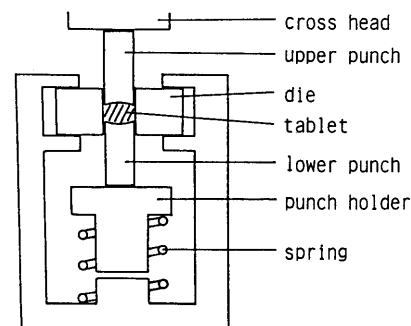 cross head
upper punch
die
tablet
lower punch
punch holder
spring